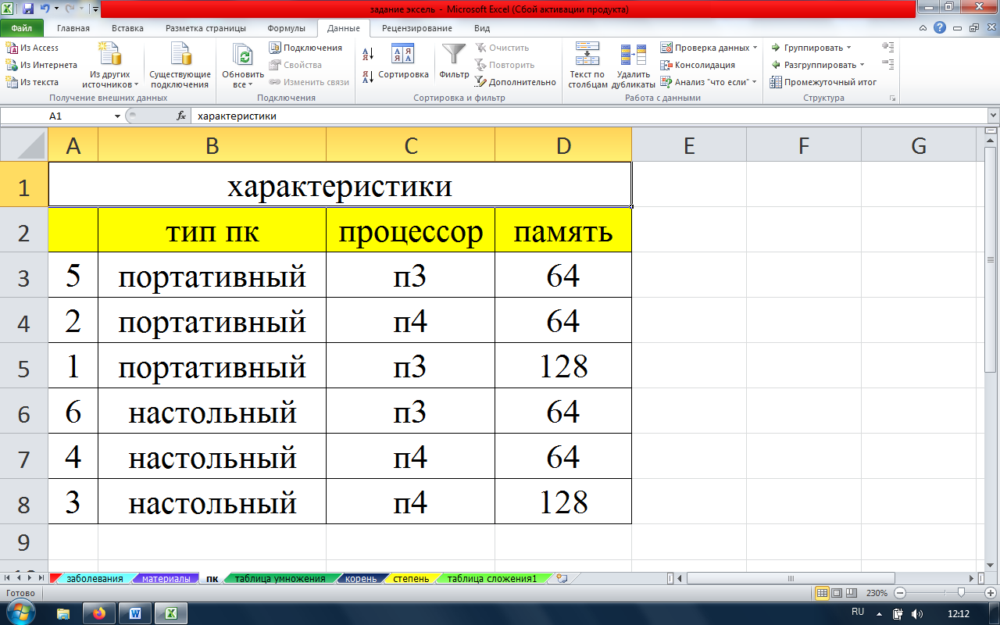 задание эксель - Microsoft Excel (Сбой активации продукта)
Файл Главная Вставка Разметка страницы Формулы Данные Рецензирование Вид
Из Access
Из Интернета
Из текста
Из других источников
Существующие подключения
Получение внешних данных
Обновить все
Подключения
Свойства
Изменить связи
Подключения
Сортировка
Фильтр
Очистить
Повторить
Дополнительно
Сортировка и фильтр
Текст по столбцам
Удалить дубликаты
Проверка данных
Консолидация
Анализ "что если"
Работа с данными
Группировать
Разгруппировать
Промежуточный итог
Структура
A1 fx характеристики
A B C D E F G
1 характеристики
2 тип пк процессор память
3 5 портативный п3 64
4 2 портативный п4 64
5 1 портативный п3 128
6 6 настольный п3 64
7 4 настольный п4 64
8 3 настольный п4 128
9
заболевания материалы пк таблица умножения корень степень таблица сложения1
Готово 230%
RU 12:12